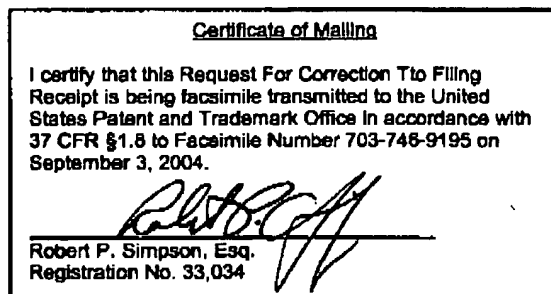 Certificate of Mailing
I certify that this Request For Correction Tto Filing
Receipt is being facsimile transmitted to the United
States Patent and Trademark Office in accordance with
37 CFR §1.8 to Facsimile Number 703-746-9195 on
September 3, 2004.
Robert P. Simpson, Esq.
Registration No. 33,034